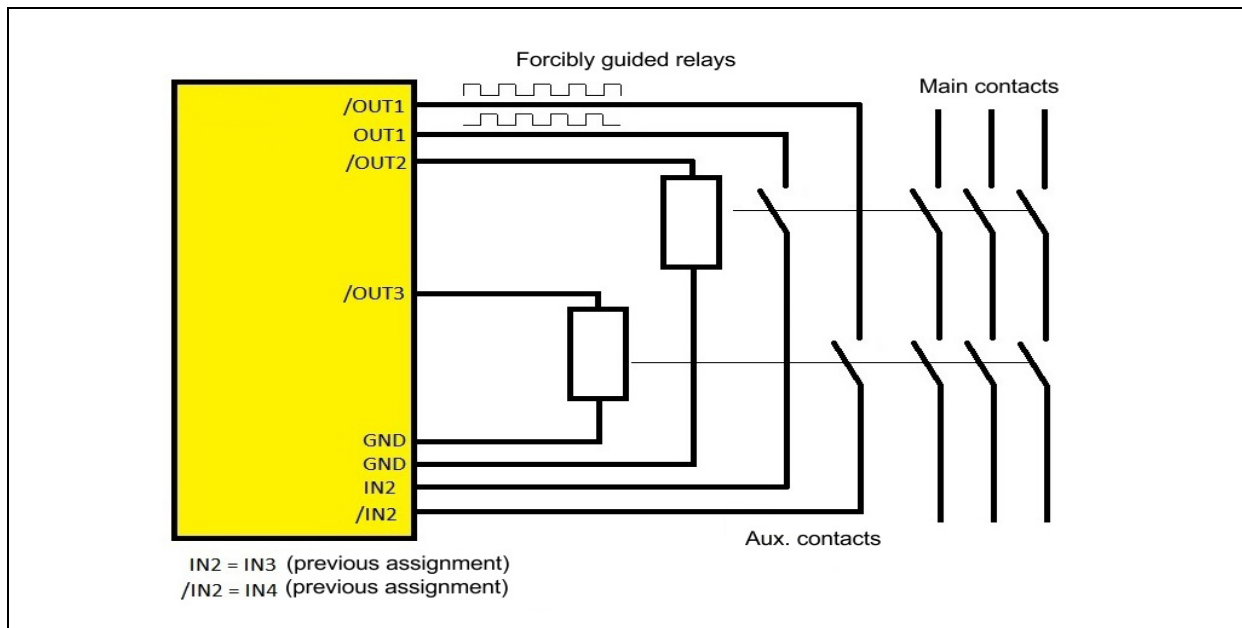 Forcibly guided relays
Main contacts
/OUT1
OUT1
/OUT2
/OUT3
GND
GND
IN2
/IN2
Aux. contacts
IN2 = IN3 (previous assignment)
/IN2 = IN4 (previous assignment)